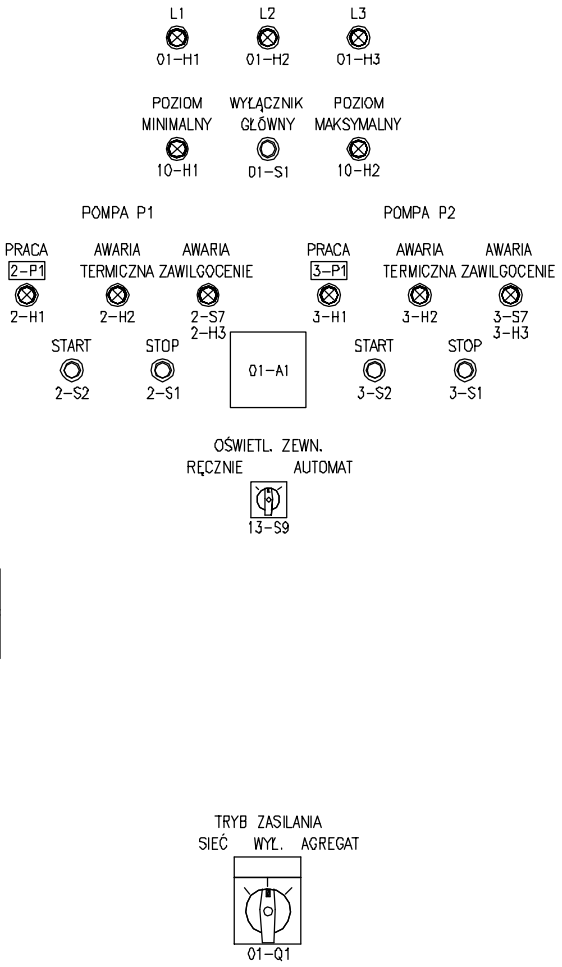 L1 L2 L3
01-H1 01-H2 01-H3
POZIOM WYŁĄCZNIK POZIOM
MINIMALNY GŁÓWNY MAKSYMALNY
10-H1 01-S1 10-H2
POMPA P1 POMPA P2
PRACA AWARIA AWARIA PRACA AWARIA AWARIA
2-P1 TERMICZNA ZAWILGOCENIE 3-P1 TERMICZNA ZAWILGOCENIE
2-H1 2-H2 2-S7 3-H1 3-H2 3-S7
2-H3 3-H3
START STOP START STOP
01-A1
2-S2 2-S1 3-S2 3-S1
OŚWIETL. ZEWN.
RĘCZNIE AUTOMAT
13-S9
TRYB ZASILANIA
SIEĆ WYŁ. AGREGAT
01-Q1